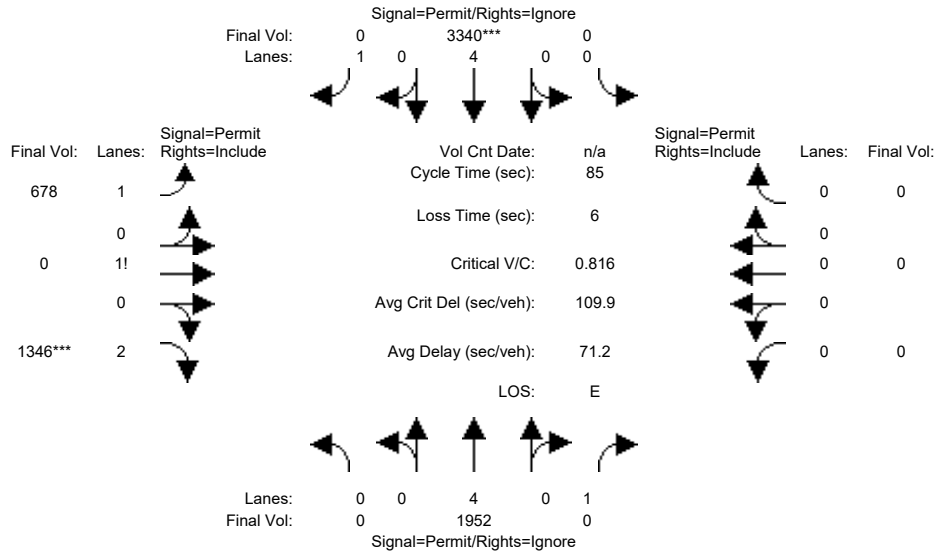 Signal=Permit/Rights=Ignore
Final Vol: 0 3340*** 0
Lanes: 1 0 4 0 0
Signal=Permit
Final Vol: Lanes: Rights=Include
Vol Cnt Date: n/a
Signal=Permit
Rights=Include Lanes: Final Vol:
Cycle Time (sec): 85
678 1
0 0
Loss Time (sec): 6
0
0
0 1!
Critical V/C: 0.816
0 0
0
Avg Crit Del (sec/veh): 109.9
0
1346*** 2
Avg Delay (sec/veh): 71.2
0 0
LOS: E
Lanes: 0 0 4 0 1
Final Vol: 0 1952 0
Signal=Permit/Rights=Ignore